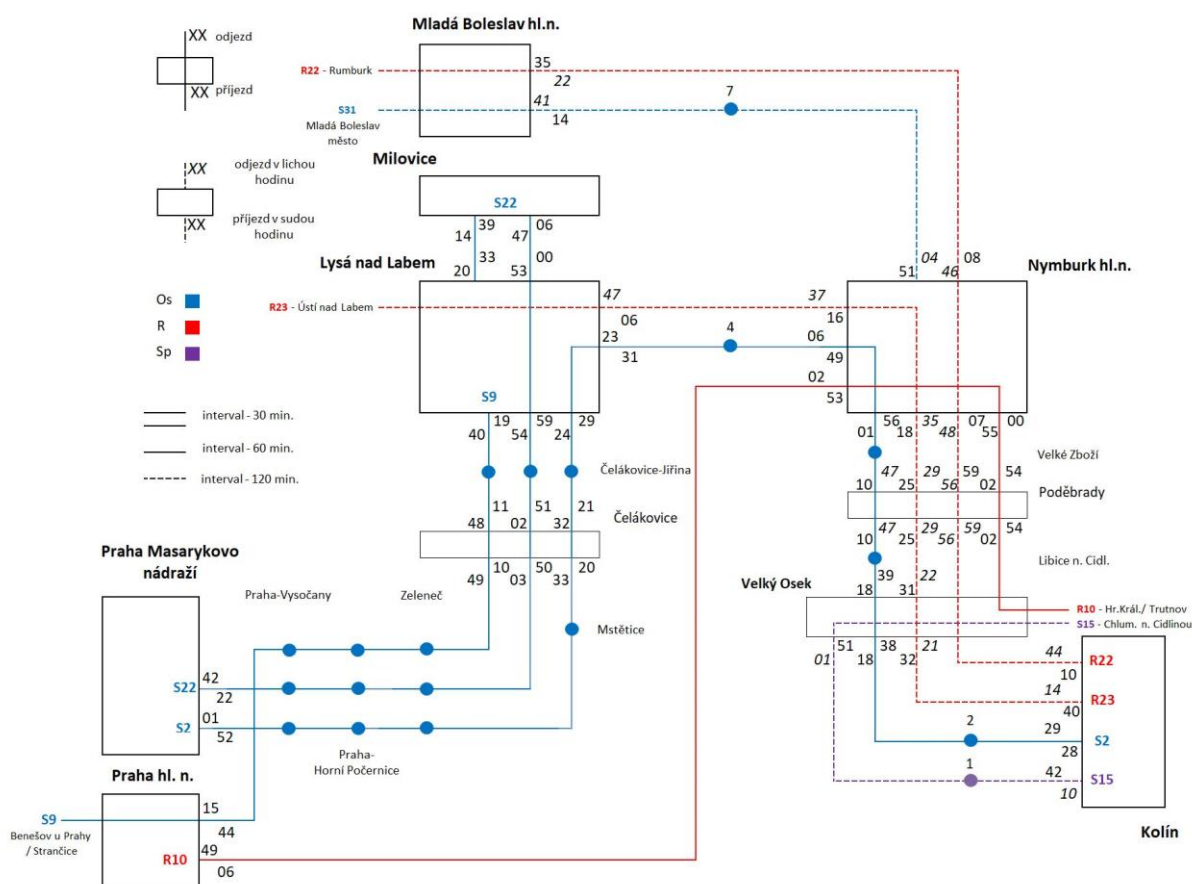 Mladá Boleslav hl.n.
XX odjezd
XX příjezd
R22 - Rumburk
35
22
S31
Mladá Boleslav
město
41
14
7
XX
odjezd v lichou
hodinu
XX
příjezd v sudou
hodinu
Milovice
S22
39 06
14 47
Lysá nad Labem
33 00
20 53
04 08
51 46
Nymburk hl.n.
Os
R
Sp
R23 - Ústí nad Labem
47
06
23
31
4
37
16
06
49
02
53
S9
interval - 30 min.
interval - 60 min.
interval - 120 min.
19 59 29
40 54 24
56 35 07 00
01 18 48 55
Čelákovice-Jiřina
Velké Zboží
11 51 21
48 02 32
Čelákovice
47 29 59 54
10 25 56 02
Poděbrady
10 50 20
49 03 33
47 29 59 54
10 25 56 02
Libice n. Cidl.
Praha Masarykovo
nádraží
Praha-Vysočany
Zeleneč
Mstětice
Velký Osek
39 22
18 31
R10 - Hr.Král./ Trutnov
S15 - Chlum. n. Cidlinou
51 38 21
01 18 32
S22
42
22
S2
01
52
Praha-
Horní Počernice
44
R22
10
14
R23
40
2
29
S2
28
1
42
S15
10
Kolín
Praha hl. n.
S9
Benešov u Prahy
/ Strančice
15
44
R10
49
06